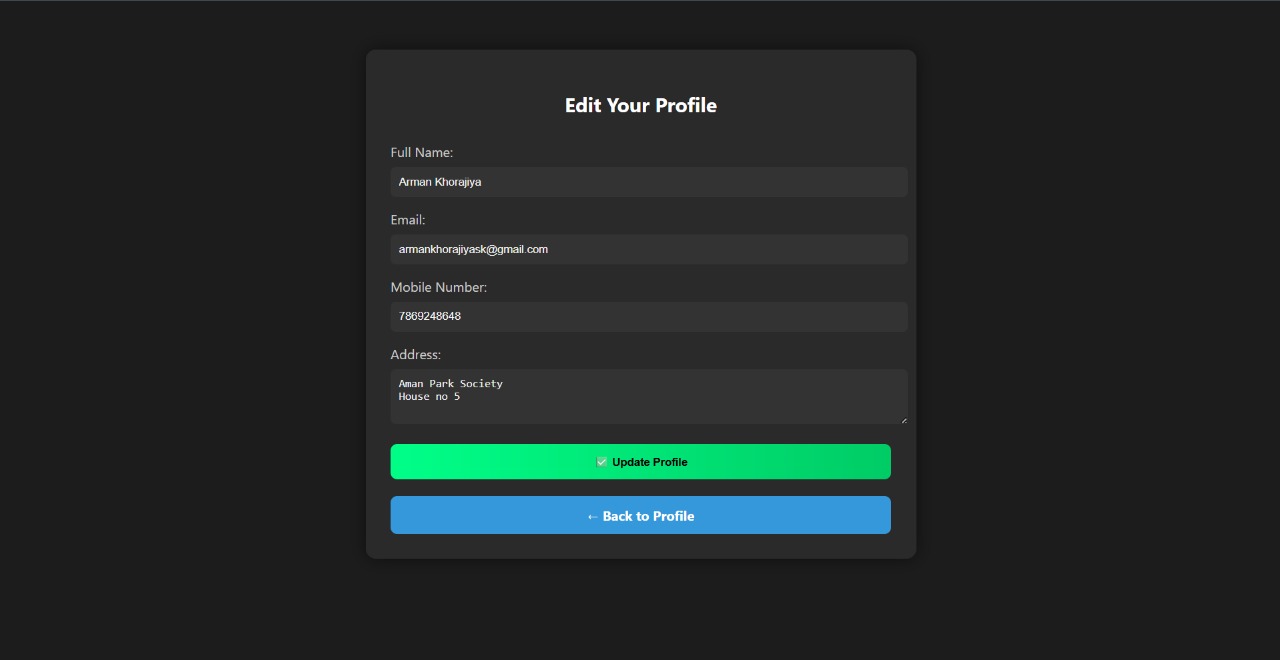 Edit Your Profile
Full Name:
Arman Khorajiya
Email:
armankhorajiyask@gmail.com
Mobile Number:
7869248648
Address:
Aman Park Society
House no 5
✅ Update Profile
← Back to Profile